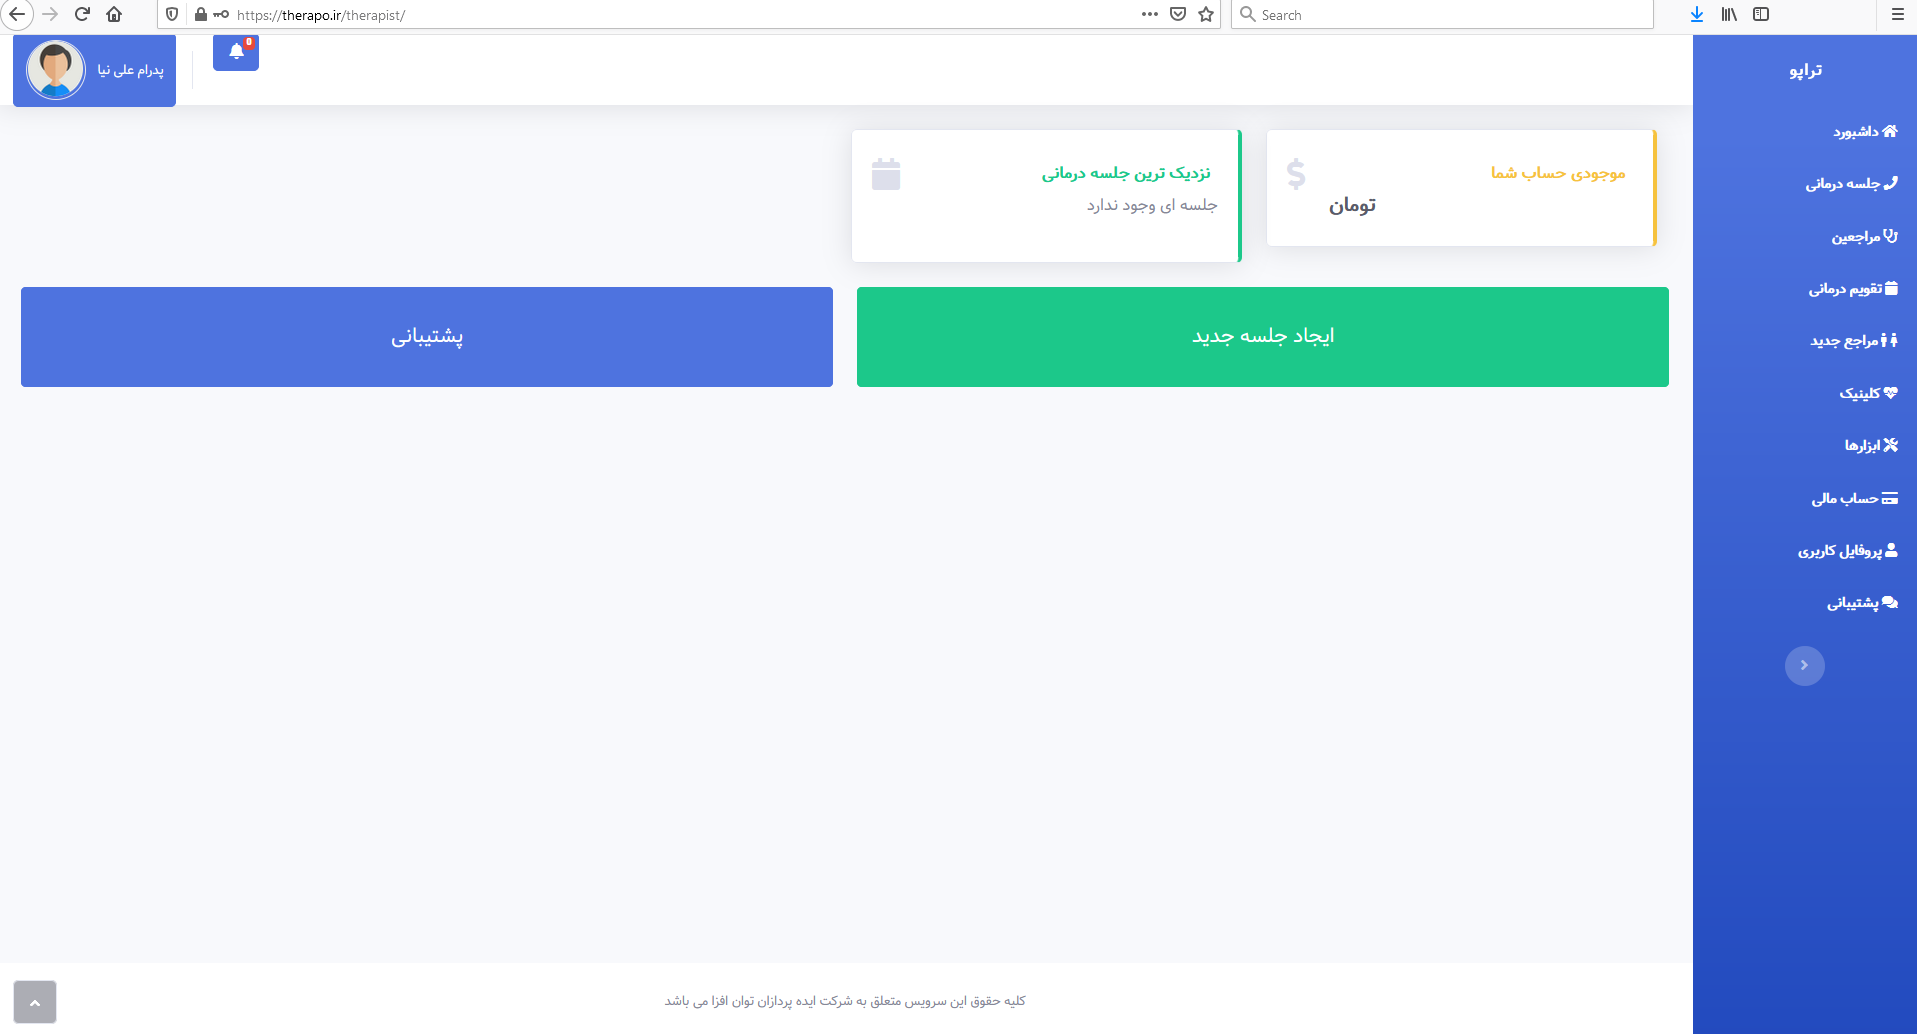 https://therapo.ir/therapist/
Search
تراپو
داشبورد
جلسه درمانی
مراجعین
تقویم درمانی
مراجع جدید
کلینیک
ابزارها
حساب مالی
پروفایل کاربری
پشتیبانی
0
پدرام علی نیا
موجودی حساب شما
تومان
نزدیک ترین جلسه درمانی
جلسه ای وجود ندارد
ایجاد جلسه جدید
پشتیبانی
کلیه حقوق این سرویس متعلق به شرکت ایده پردازان توان افزا می باشد